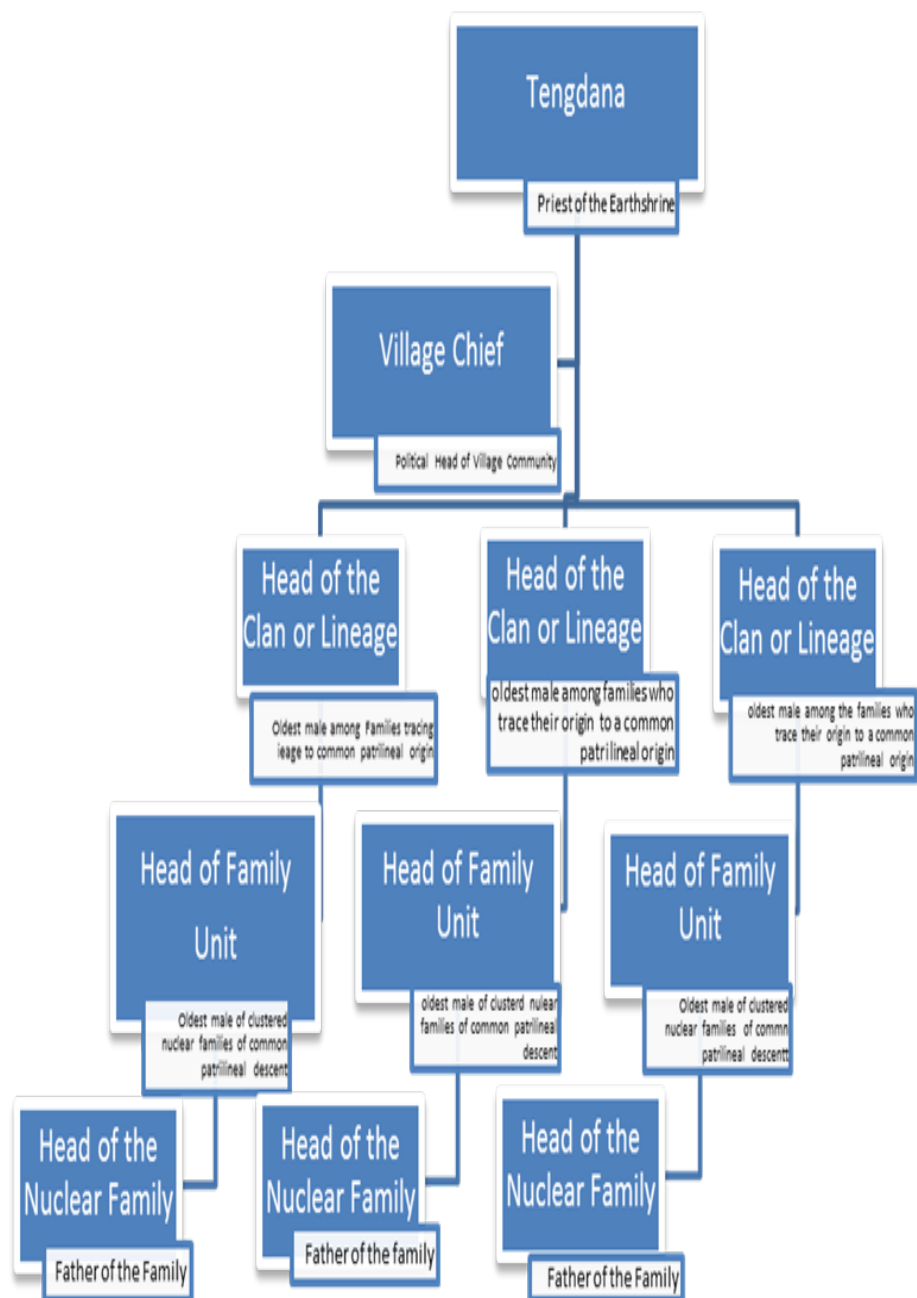 Tengdana
Priest of the Earthshrine
Village Chief
Political Head of Village Community
Head of the
Clan or Lineage
Oldest male among Families tracing
ieage to common patrilineal origin
Head of the
Clan or Lineage
oldest male among families who
trace their origin to a common
patrilineal origin
Head of the
Clan or Lineage
oldest male among the families who
trace their origin to a common
patrilineal origin
Head of Family
Unit
Oldest male of clustered
nuclear families of common
patrilineal descent
Head of Family
Unit
oldest male of clusterd nulear
families of common patrilineal
descent
Head of Family
Unit
Oldest male of clustered
nuclear families of commn
patrilineal descentt
Head of the
Nuclear Family
Father of the Family
Head of the
Nuclear Family
Father of the family
Head of the
Nuclear Family
Father of the Family